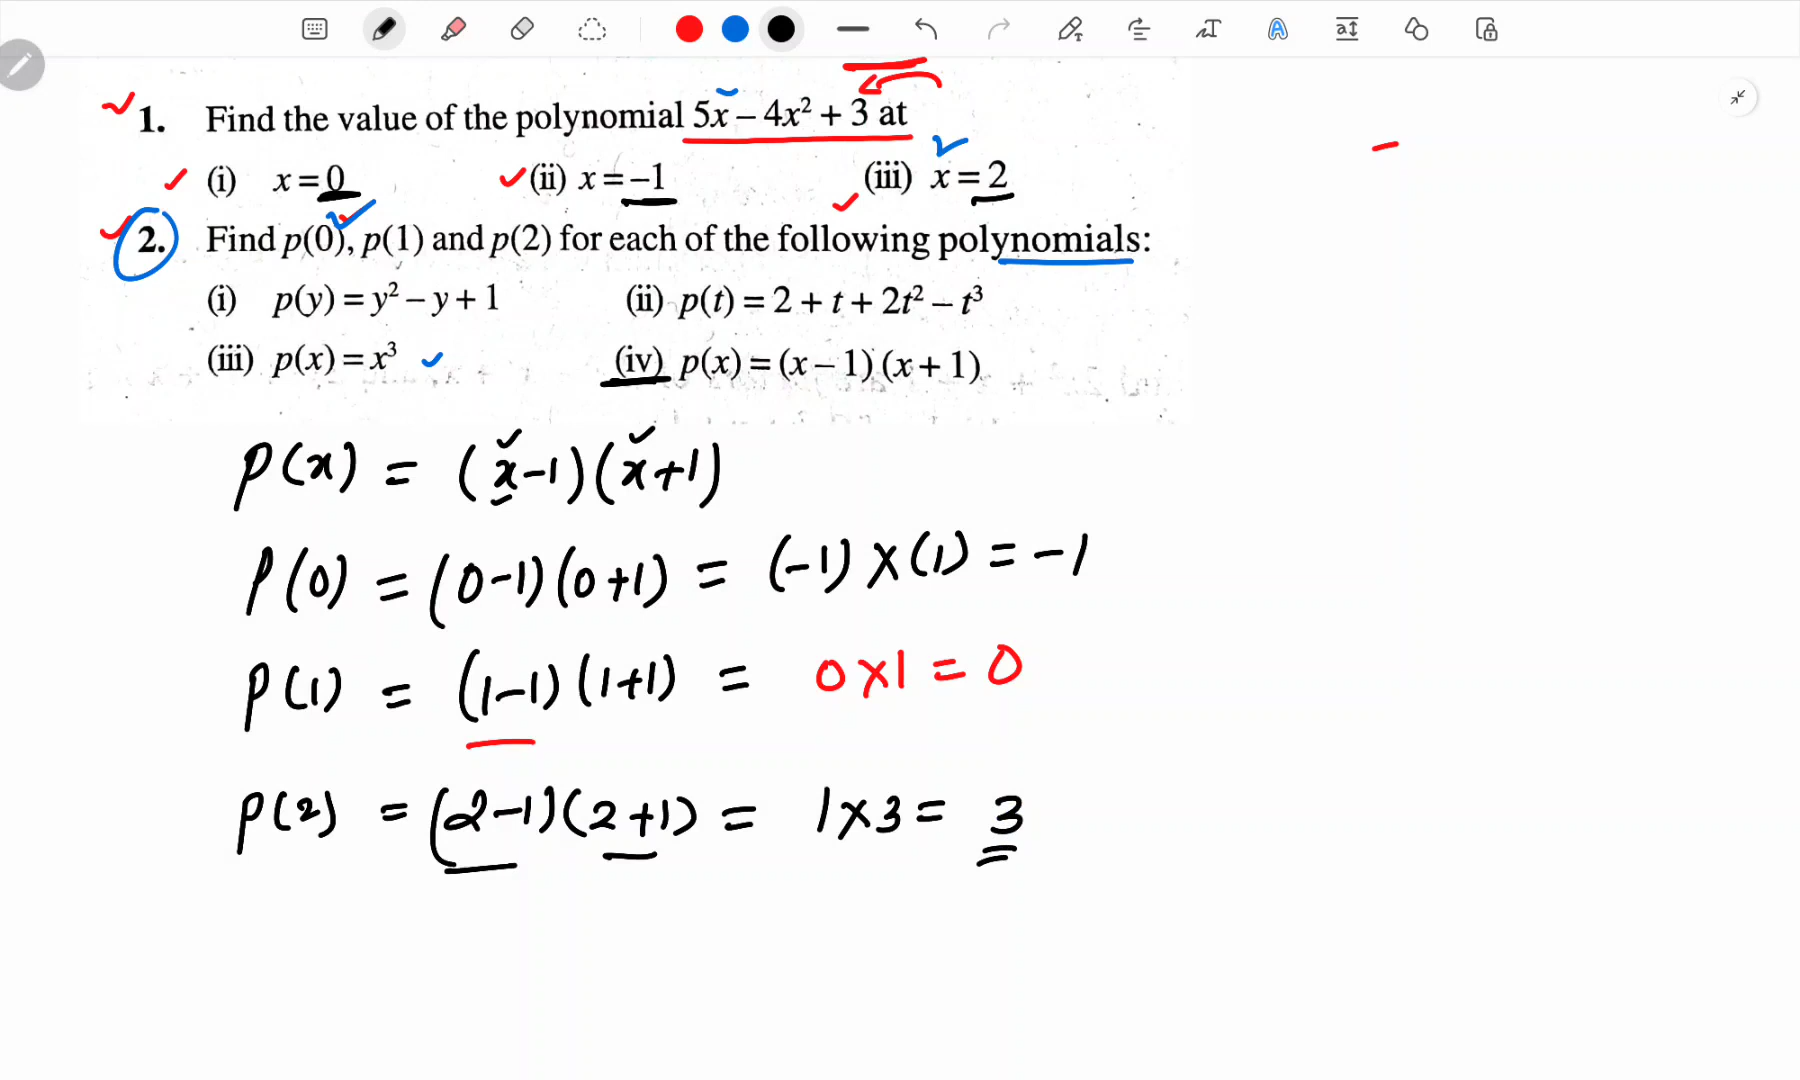 1. Find the value of the polynomial 5x – 4x² + 3 at
(i) x = 0 (ii) x = –1 (iii) x = 2
2. Find p(0), p(1) and p(2) for each of the following polynomials:
(i) p(y) = y² – y + 1 (ii) p(t) = 2 + t + 2t² – t³
(iii) p(x) = x³ (iv) p(x) = (x – 1) (x + 1)
P(x) = (x-1)(x+1)
P(0) = (0-1)(0+1) = (-1) x (1) = -1
P(1) = (1-1)(1+1) = 0x1 = 0
P(2) = (2-1)(2+1) = 1x3 = 3